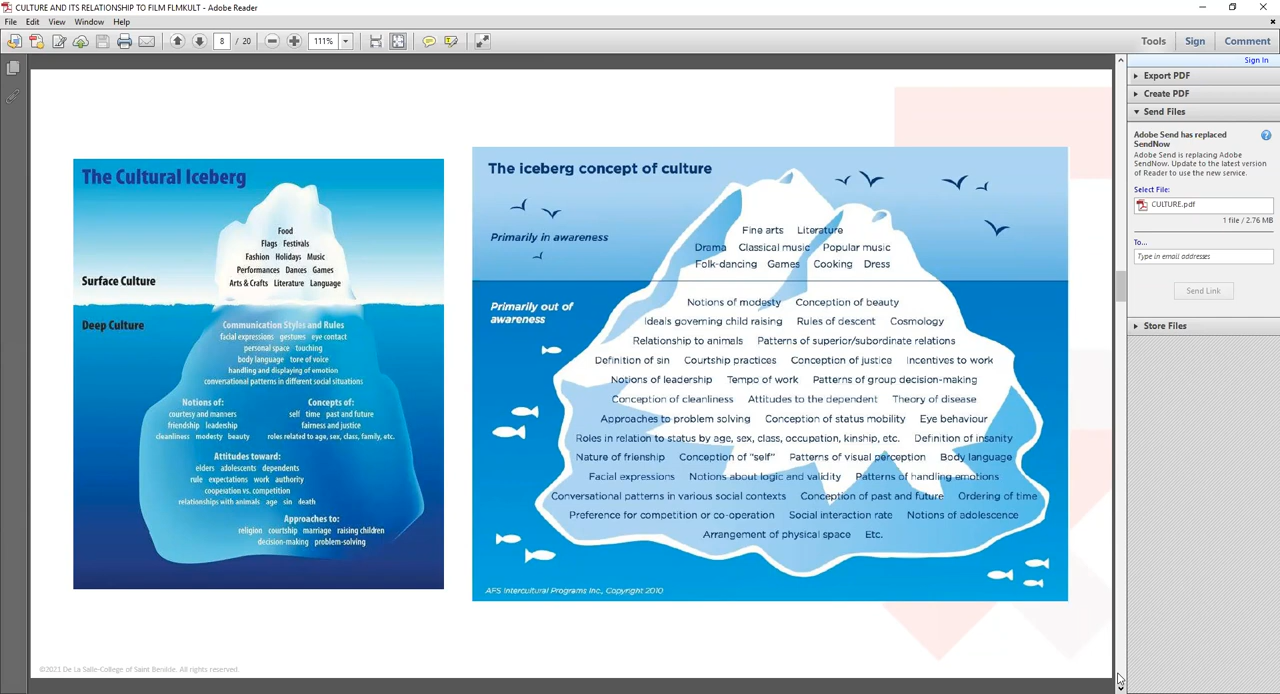 CULTURE AND ITS RELATIONSHIP TO FILM FLMKULT - Adobe Reader
File Edit View Window Help
8 / 20 111%
Tools Sign Comment
Sign In
Export PDF
Create PDF
Send Files
Adobe Send has replaced
SendNow
Adobe Send is replacing Adobe
SendNow. Update to the latest version
of Reader to use the new service.
Select File:
CULTURE.pdf
1 file / 2.76 MB
To...
Type in email addresses
Send Link
Store Files
The Cultural Iceberg
Food
Flags Festivals
Fashion Holidays Music
Performances Dances Games
Arts & Crafts Literature Language
Surface Culture
Deep Culture
Communication Styles and Rules
facial expressions gestures eye contact
personal space touching
body language tone of voice
handling and displaying of emotion
conversational patterns in different social situations
Notions of:
courtesy and manners
friendship leadership
cleanliness modesty beauty
Concepts of:
self time past and future
fairness and justice
roles related to age, sex, class, family, etc.
Attitudes toward:
elders adolescents dependents
rule expectations work authority
cooperation vs. competition
relationships with animals age sin death
Approaches to:
religion courtship marriage raising children
decision-making problem-solving
The iceberg concept of culture
Primarily in awareness
Fine arts Literature
Drama Classical music Popular music
Folk-dancing Games Cooking Dress
Primarily out of
awareness
Notions of modesty Conception of beauty
Ideals governing child raising Rules of descent Cosmology
Relationship to animals Patterns of superior/subordinate relations
Definition of sin Courtship practices Conception of justice Incentives to work
Notions of leadership Tempo of work Patterns of group decision-making
Conception of cleanliness Attitudes to the dependent Theory of disease
Approaches to problem solving Conception of status mobility Eye behaviour
Roles in relation to status by age, sex, class, occupation, kinship, etc. Definition of insanity
Nature of frienship Conception of "self" Patterns of visual perception Body language
Facial expressions Notions about logic and validity Patterns of handling emotions
Conversational patterns in various social contexts Conception of past and future Ordering of time
Preference for competition or co-operation Social interaction rate Notions of adolescence
Arrangement of physical space Etc.
AFS Intercultural Programs Inc., Copyright 2010
©2021 De La Salle-College of Saint Benilde. All rights reserved.